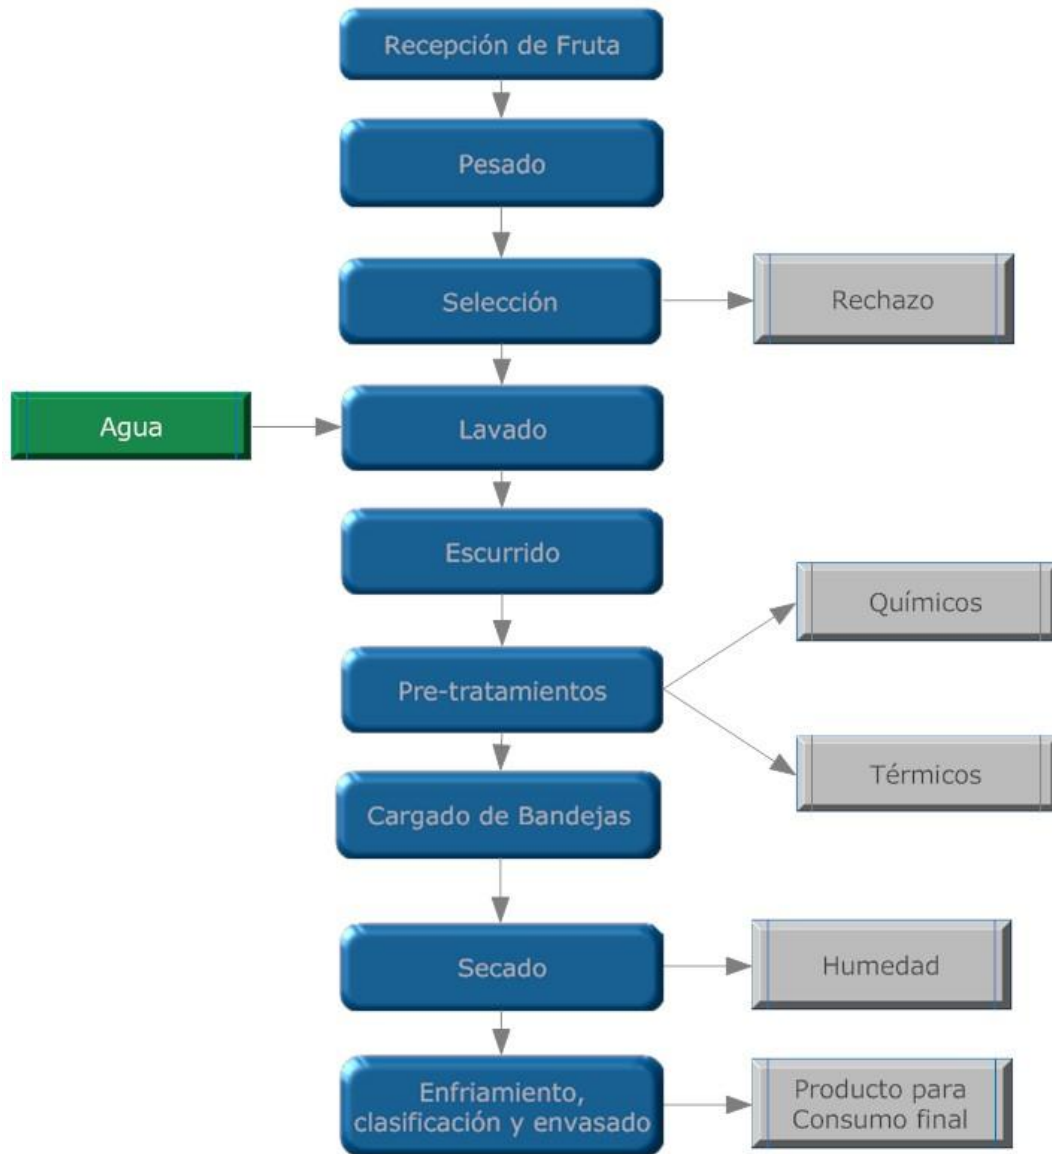 Recepción de Fruta
Pesado
Selección
Rechazo
Agua
Lavado
Escurrido
Químicos
Pre-tratamientos
Térmicos
Cargado de Bandejas
Secado
Humedad
Enfriamiento,
clasificación y envasado
Producto para
Consumo final